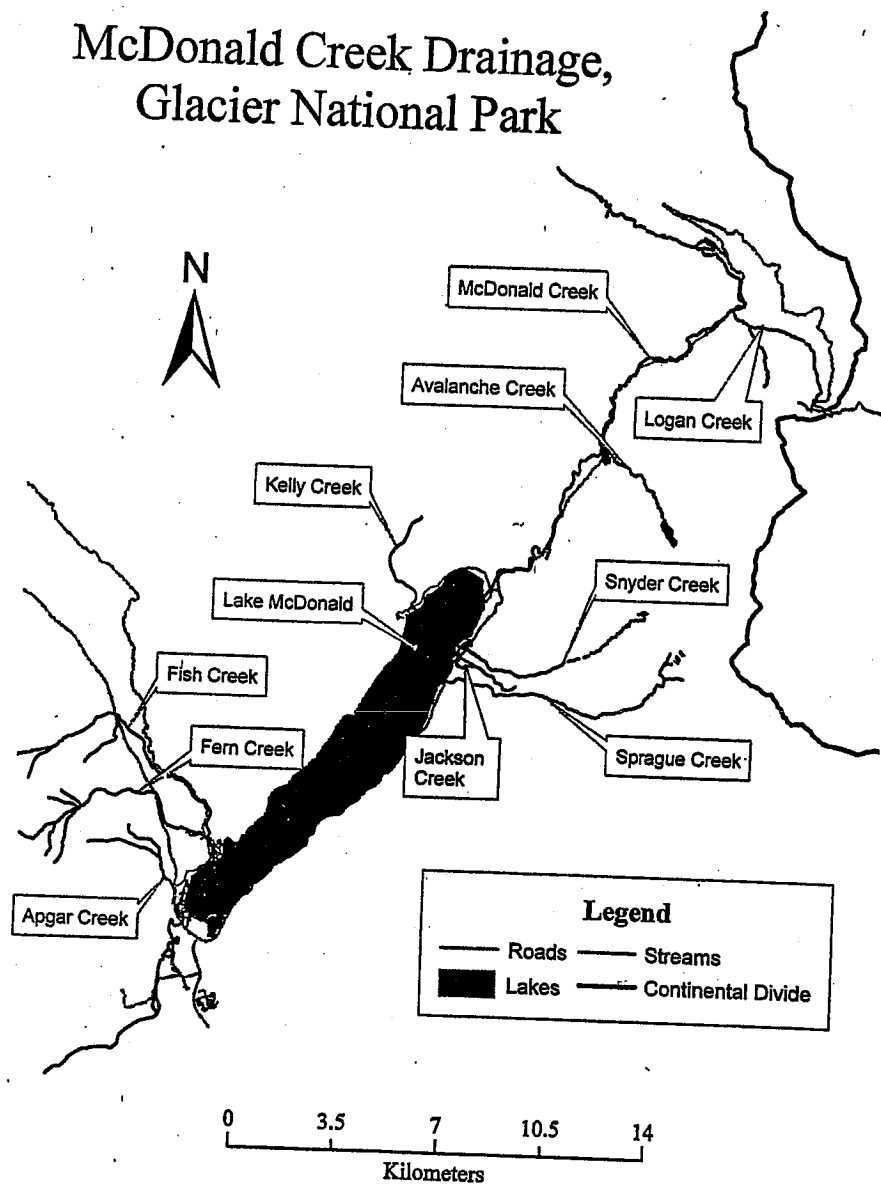 McDonald Creek Drainage,
Glacier National Park
N
McDonald Creek
Avalanche Creek
Logan Creek
Kelly Creek
Snyder Creek
Lake McDonald
Fish Creek
Fern Creek
Jackson
Creek
Sprague Creek
Apgar Creek
Legend
Roads
Streams
Lakes
Continental Divide
0 3.5 7 10.5 14
Kilometers